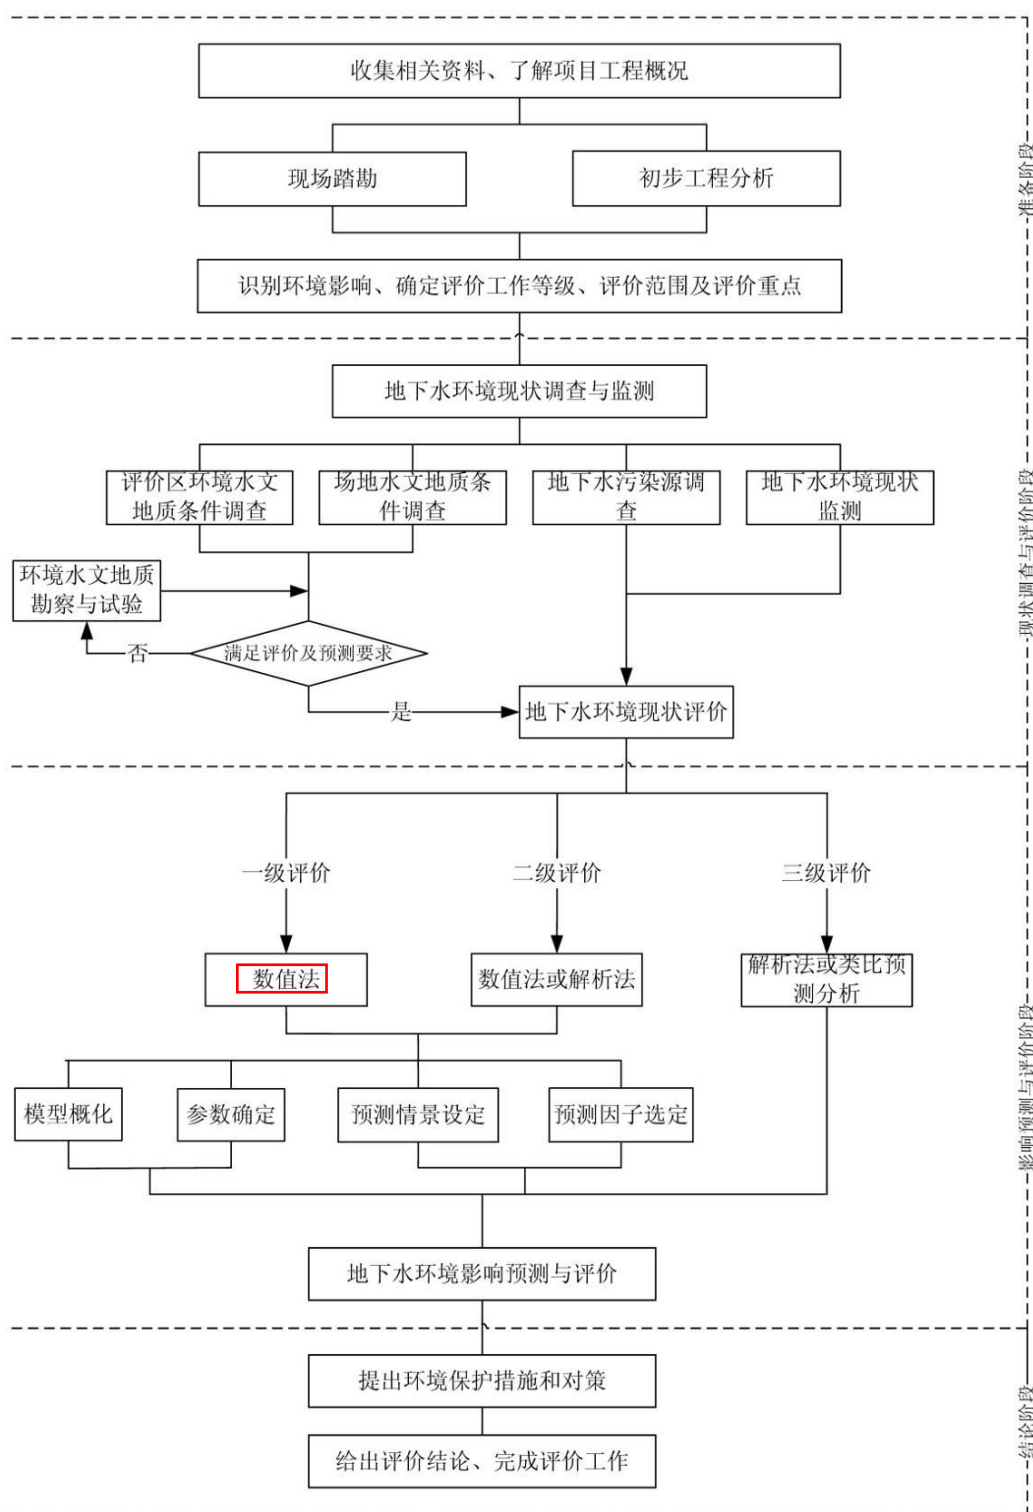 收集相关资料、了解项目工程概况
现场踏勘
初步工程分析
准备阶段
识别环境影响、确定评价工作等级、评价范围及评价重点
地下水环境现状调查与监测
评价区环境水文
地质条件调查
场地水文地质条
件调查
地下水污染源调
查
地下水环境现状
监测
现状调查与评价阶段
环境水文地质
勘察与试验
否
满足评价及预测要求
是
地下水环境现状评价
一级评价
二级评价
三级评价
数值法
数值法或解析法
解析法或类比预
测分析
影响预测与评价阶段
模型概化
参数确定
预测情景设定
预测因子选定
地下水环境影响预测与评价
提出环境保护措施和对策
结论阶段
给出评价结论、完成评价工作